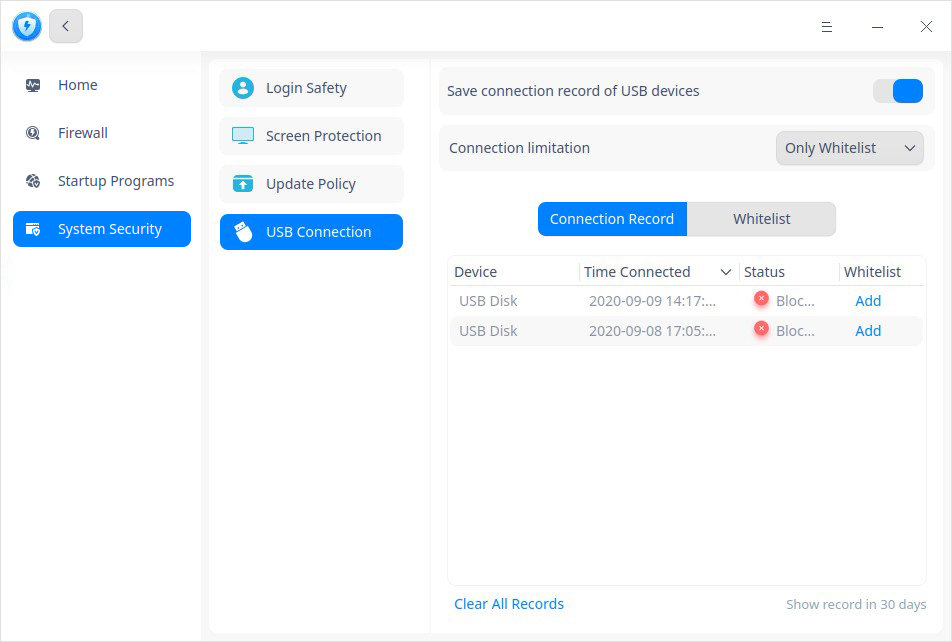 Home
Firewall
Startup Programs
System Security
Login Safety
Screen Protection
Update Policy
USB Connection
Save connection record of USB devices
Connection limitation
Only Whitelist
Connection Record
Whitelist
Device Time Connected Status Whitelist
USB Disk 2020-09-09 14:17:... Bloc... Add
USB Disk 2020-09-08 17:05:... Bloc... Add
Clear All Records
Show record in 30 days